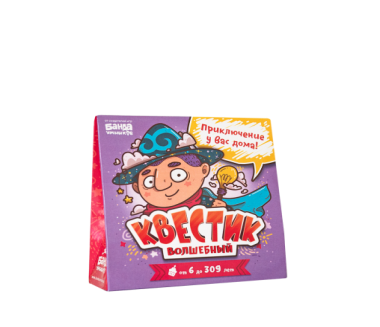 БАНДА
УМНИКОВ
Приключение
у вас дома!
КВЕСТИК
ВОЛШЕБНЫЙ
от 6 до 309 лет